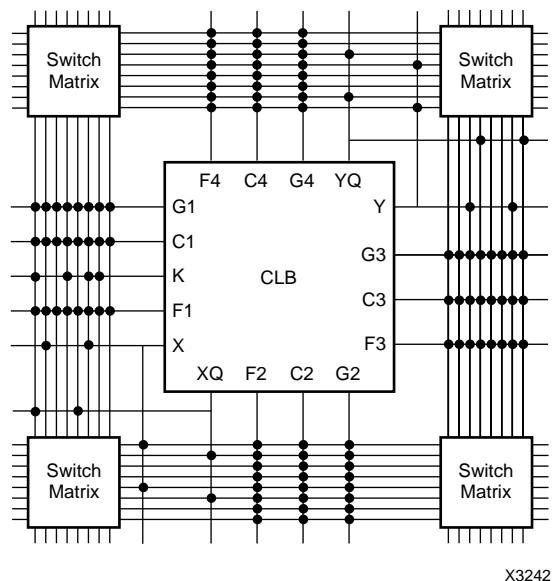 Switch
Matrix
Switch
Matrix
F4 C4 G4 YQ
G1 Y
C1 G3
K CLB
C3
F1
X F3
XQ F2 C2 G2
Switch
Matrix
Switch
Matrix
X3242